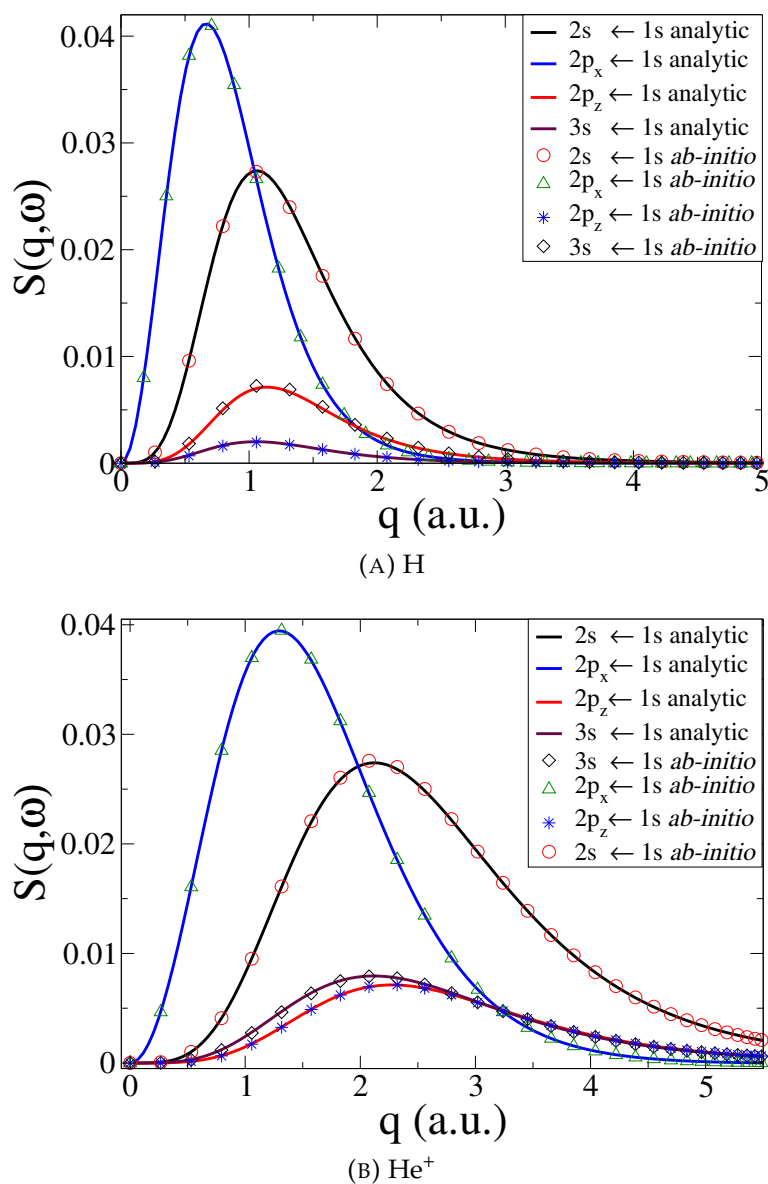 0.04
0.03
0.02
0.01
0
S(q,ω)
2s ← 1s analytic
2pₓ ← 1s analytic
2p_z ← 1s analytic
3s ← 1s analytic
2s ← 1s ab-initio
2pₓ ← 1s ab-initio
2p_z ← 1s ab-initio
3s ← 1s ab-initio
0 1 2 3 4 5
q (a.u.)
(A) H
0.04
0.03
0.02
0.01
0
S(q,ω)
2s ← 1s analytic
2pₓ ← 1s analytic
2p_z ← 1s analytic
3s ← 1s analytic
3s ← 1s ab-initio
2pₓ ← 1s ab-initio
2p_z ← 1s ab-initio
2s ← 1s ab-initio
0 1 2 3 4 5
q (a.u.)
(B) He⁺